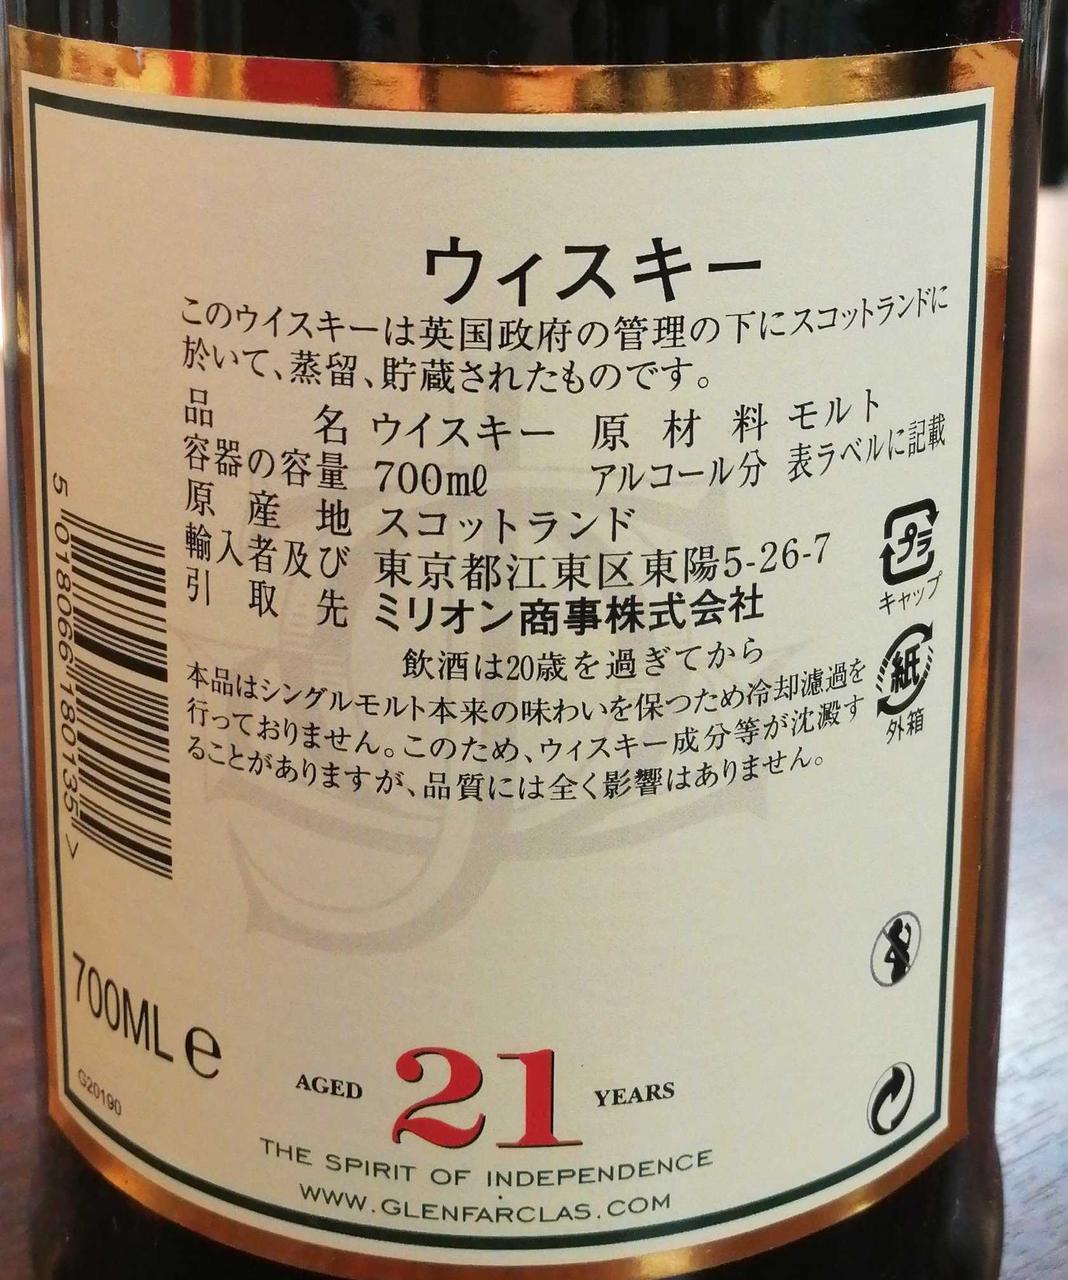 ウィスキー
このウイスキーは英国政府の管理の下にスコットランドに
於いて、蒸留、貯蔵されたものです。
品名 ウイスキー 原材料 モルト
容器の容量 700mℓ アルコール分 表ラベルに記載
原産地 スコットランド
輸入者及び 東京都江東区東陽5-26-7
引取先 ミリオン商事株式会社
飲酒は20歳を過ぎてから
本品はシングルモルト本来の味わいを保つため冷却濾過を
行っておりません。このため、ウィスキー成分等が沈澱す
ることがありますが、品質には全く影響はありません。
プラ
キャップ
紙
外箱
5 018066 180135 >
700ML e
G20190
AGED 21 YEARS
THE SPIRIT OF INDEPENDENCE
WWW.GLENFARCLAS.COM